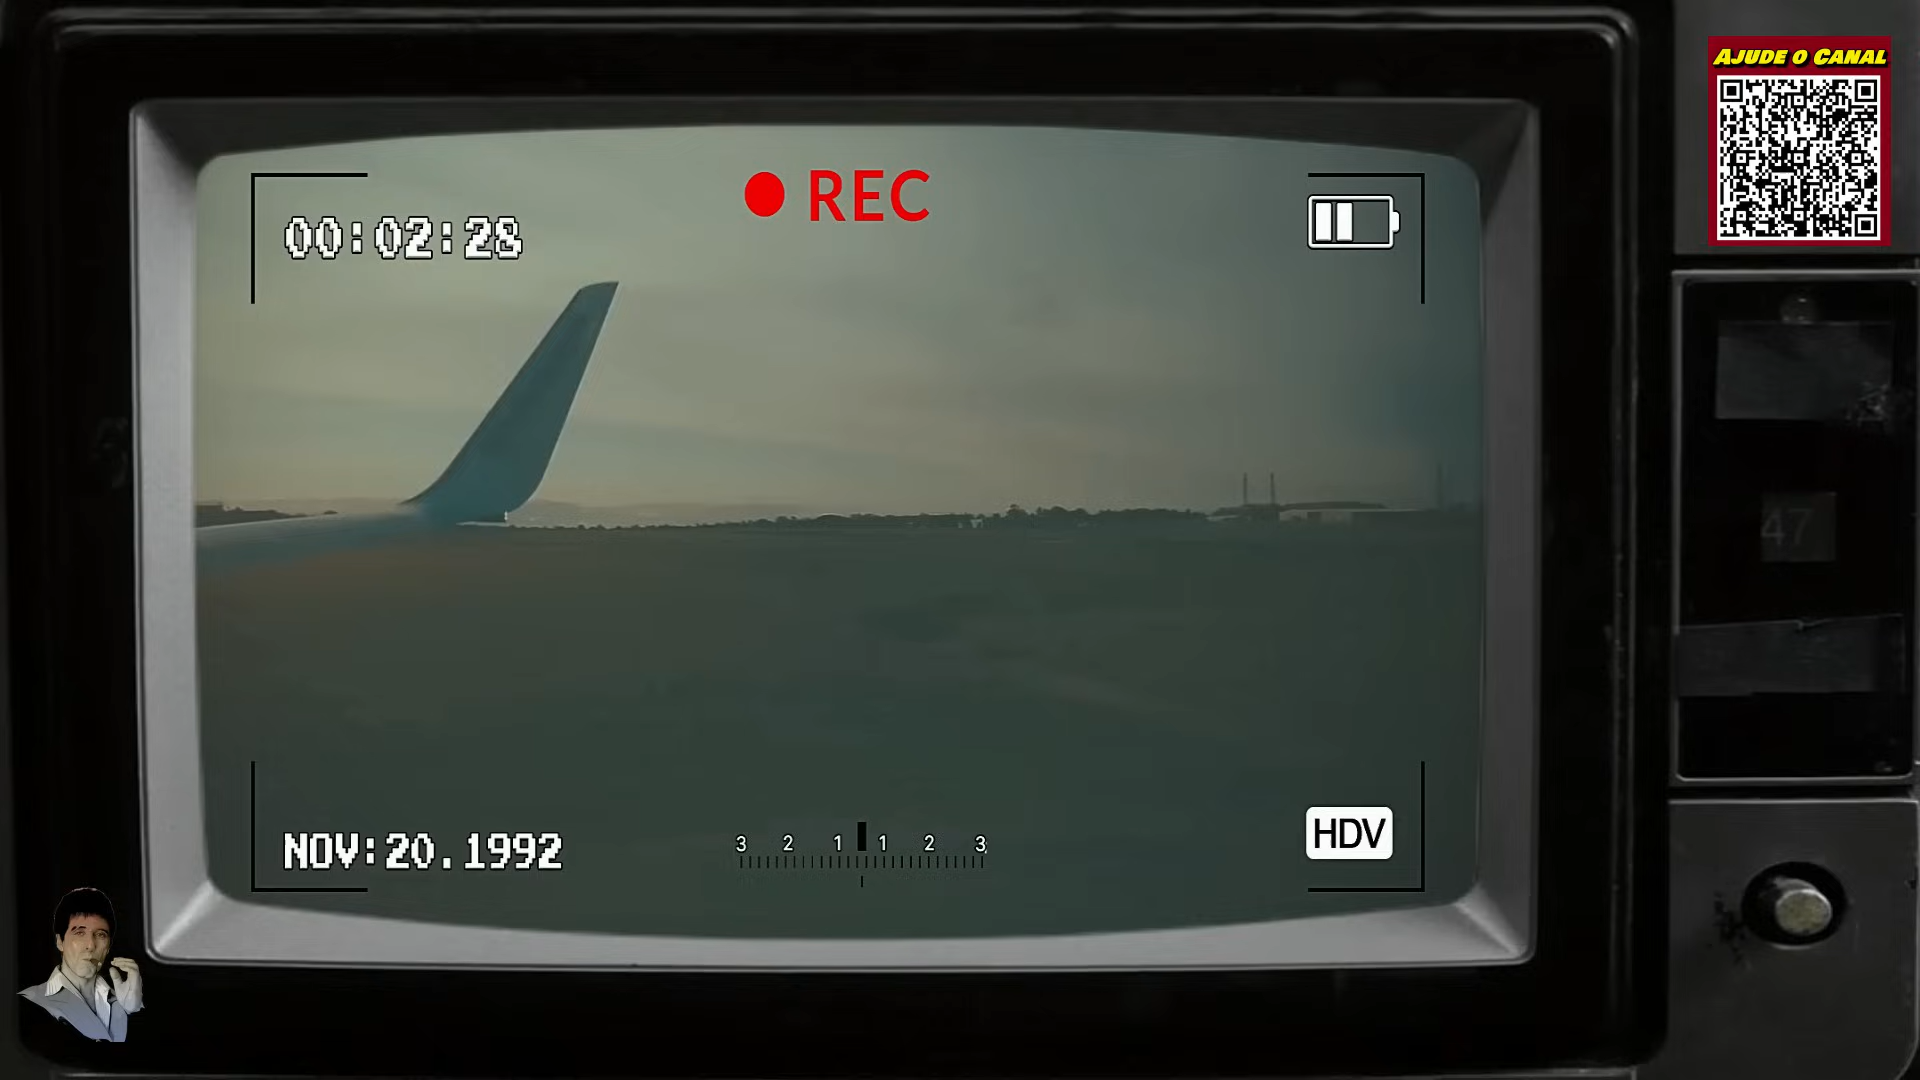 AJUDE O CANAL
REC
00:02:28
47
NOV:20.1992
3 2 1 1 2 3
HDV